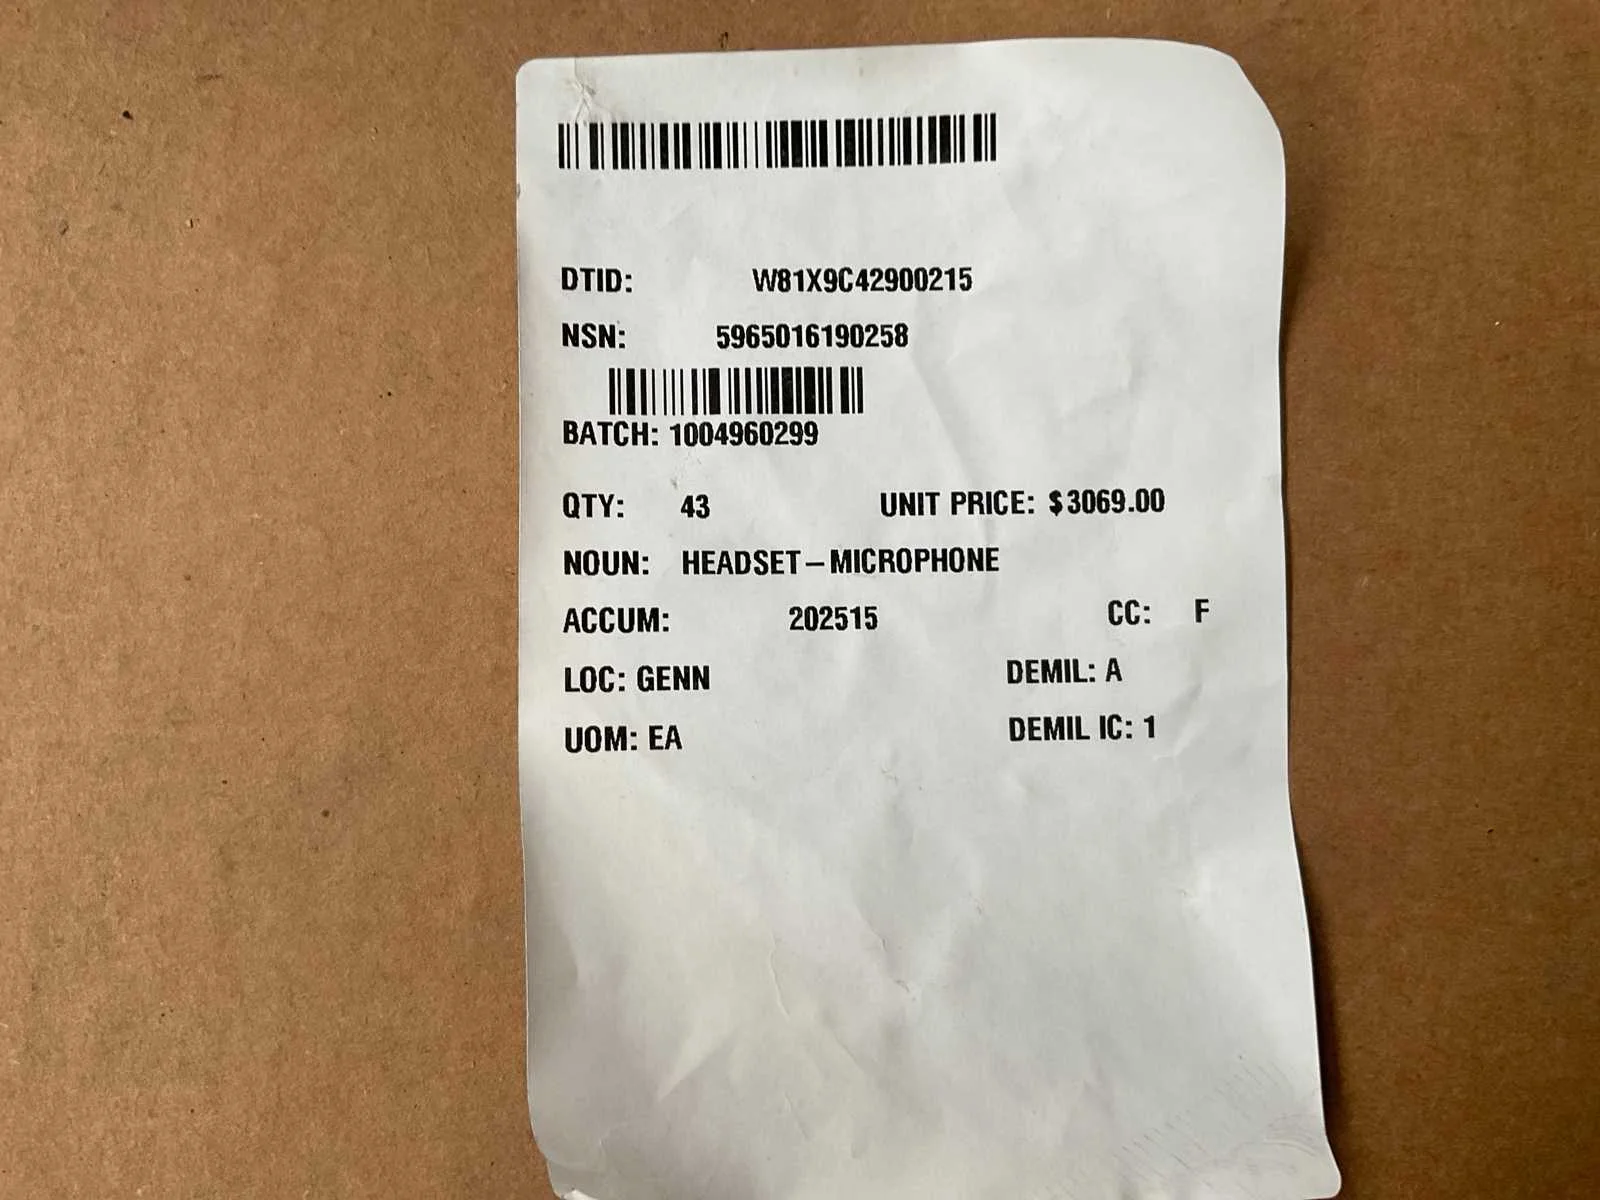 DTID: W81X9C42900215
NSN: 5965016190258
BATCH: 1004960299
QTY: 43 UNIT PRICE: $3069.00
NOUN: HEADSET–MICROPHONE
ACCUM: 202515 CC: F
LOC: GENN DEMIL: A
UOM: EA DEMIL IC: 1